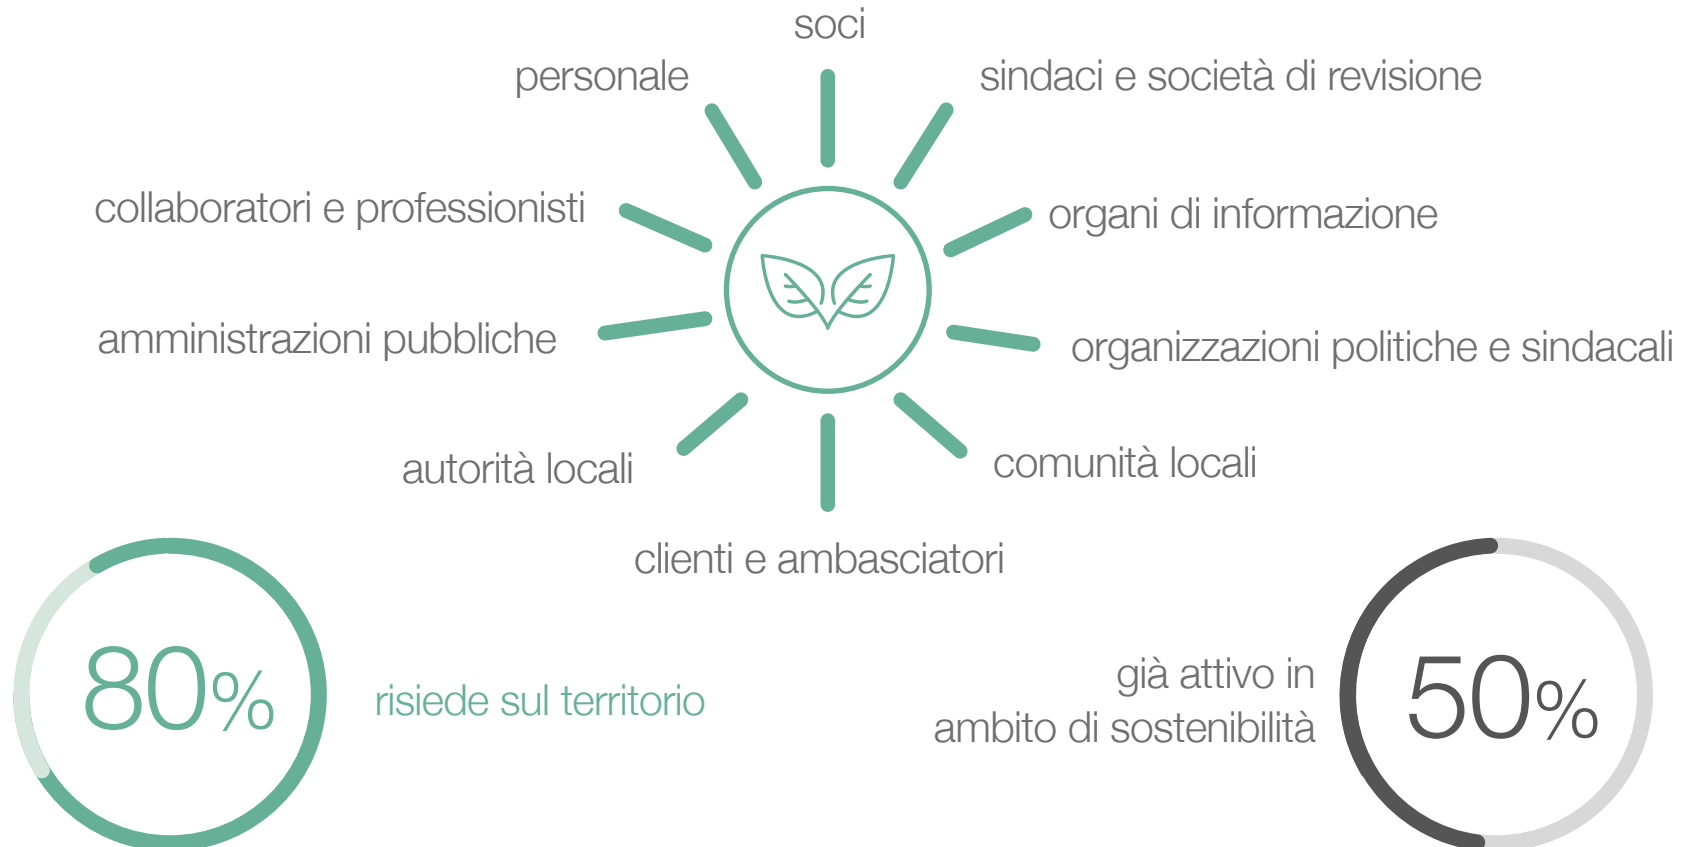 soci
personale
sindaci e società di revisione
collaboratori e professionisti
organi di informazione
amministrazioni pubbliche
organizzazioni politiche e sindacali
autorità locali
comunità locali
clienti e ambasciatori
80%
risiede sul territorio
già attivo in
ambito di sostenibilità
50%